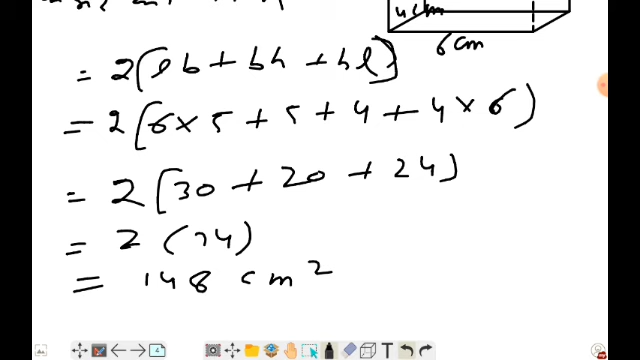 4cm
6cm
= 2(lb + bh + hl)
= 2(6×5 + 5+4 + 4×6)
= 2(30 + 20 + 24)
= 2 (74)
= 148 cm²
T